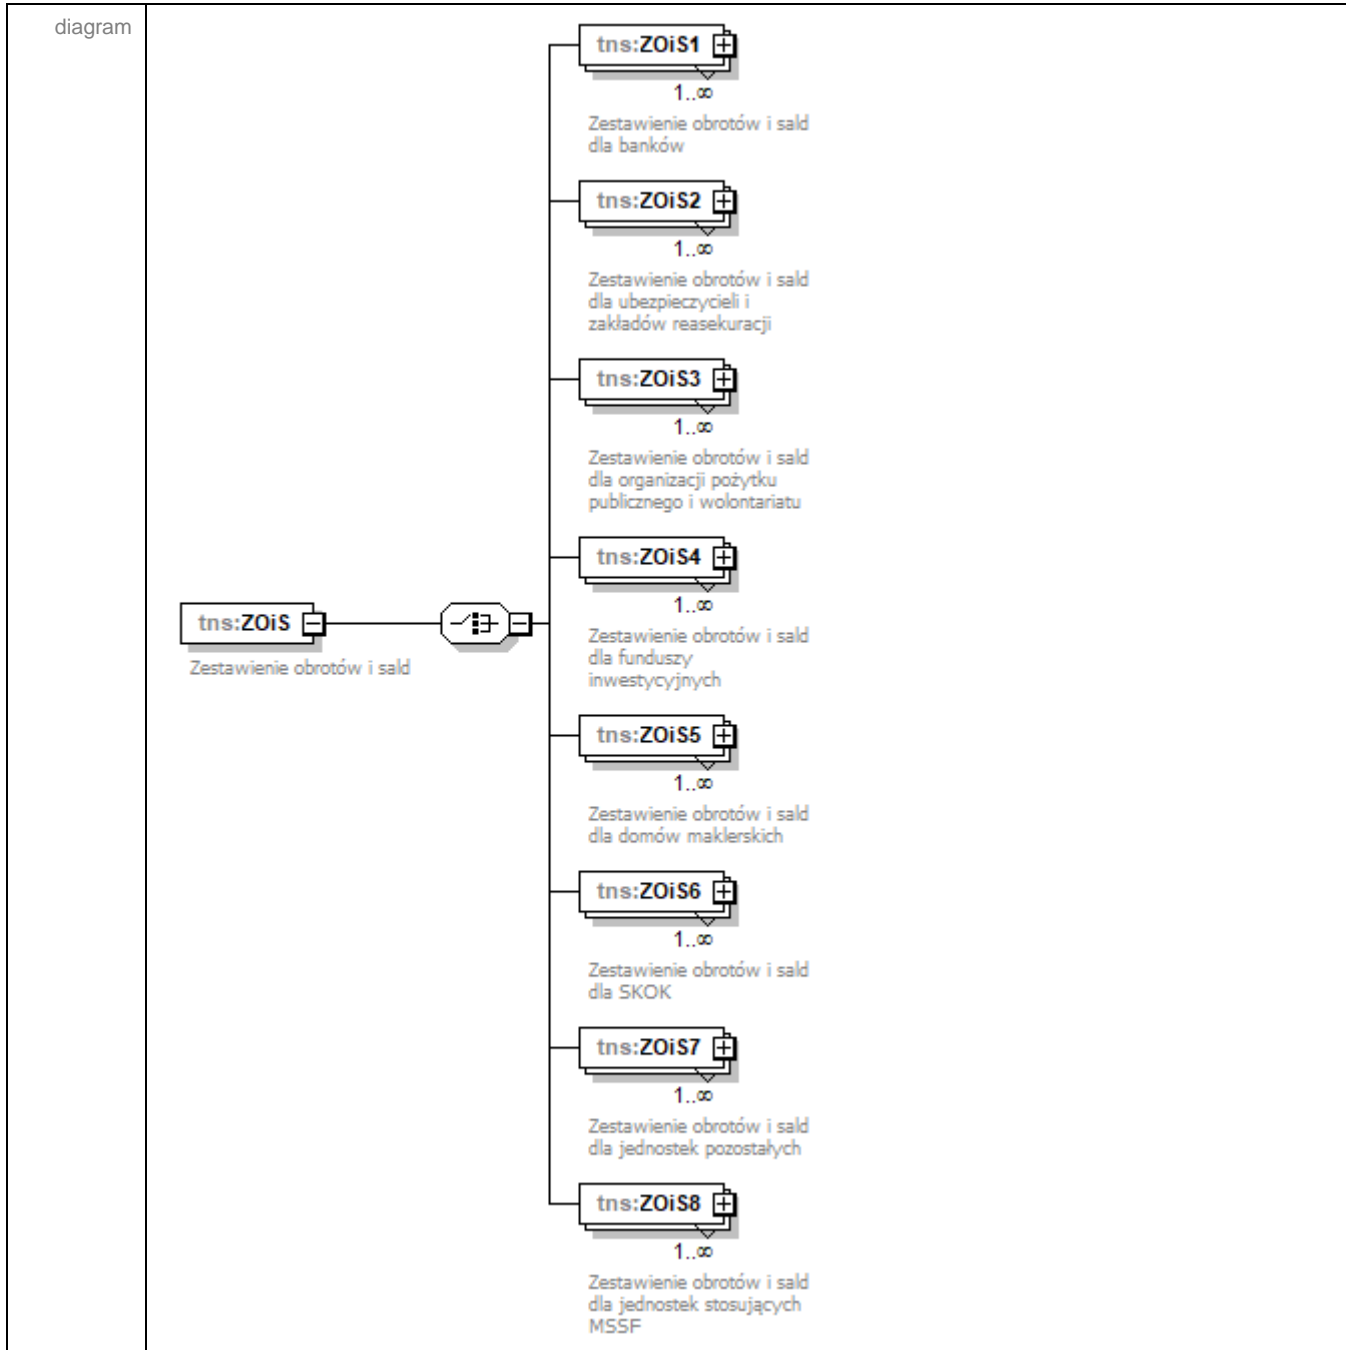 diagram
tns:ZOiS1
1..∞
Zestawienie obrotów i sald
dla banków
tns:ZOiS2
1..∞
Zestawienie obrotów i sald
dla ubezpieczycieli i
zakładów reasekuracji
tns:ZOiS3
1..∞
Zestawienie obrotów i sald
dla organizacji pożytku
publicznego i wolontariatu
tns:ZOiS4
1..∞
Zestawienie obrotów i sald
dla funduszy
inwestycyjnych
tns:ZOiS
Zestawienie obrotów i sald
tns:ZOiS5
1..∞
Zestawienie obrotów i sald
dla domów maklerskich
tns:ZOiS6
1..∞
Zestawienie obrotów i sald
dla SKOK
tns:ZOiS7
1..∞
Zestawienie obrotów i sald
dla jednostek pozostałych
tns:ZOiS8
1..∞
Zestawienie obrotów i sald
dla jednostek stosujących
MSSF